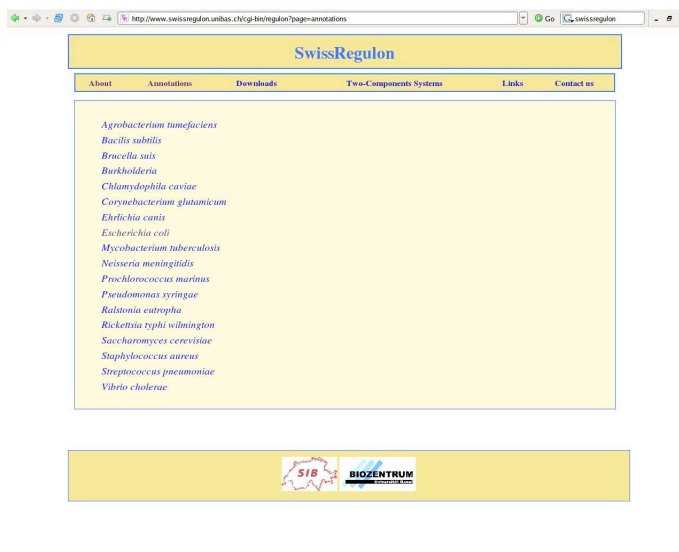 http://www.swissregulon.unibas.ch/cgi-bin/regulon?page=annotations Go swissregulon
SwissRegulon
About Annotations Downloads Two-Components Systems Links Contact us
Agrobacterium tumefaciens
Bacilis subtilis
Brucella suis
Burkholderia
Chlamydophila caviae
Corynebacterium glutamicum
Ehrlichia canis
Escherichia coli
Mycobacterium tuberculosis
Neisseria meningitidis
Prochlorococcus marinus
Pseudomonas syringae
Ralstonia eutropha
Rickettsia typhi wilmington
Saccharomyces cerevisiae
Staphylococcus aureus
Streptococcus pneumoniae
Vibrio cholerae
SIB BIOZENTRUM
Universität Basel